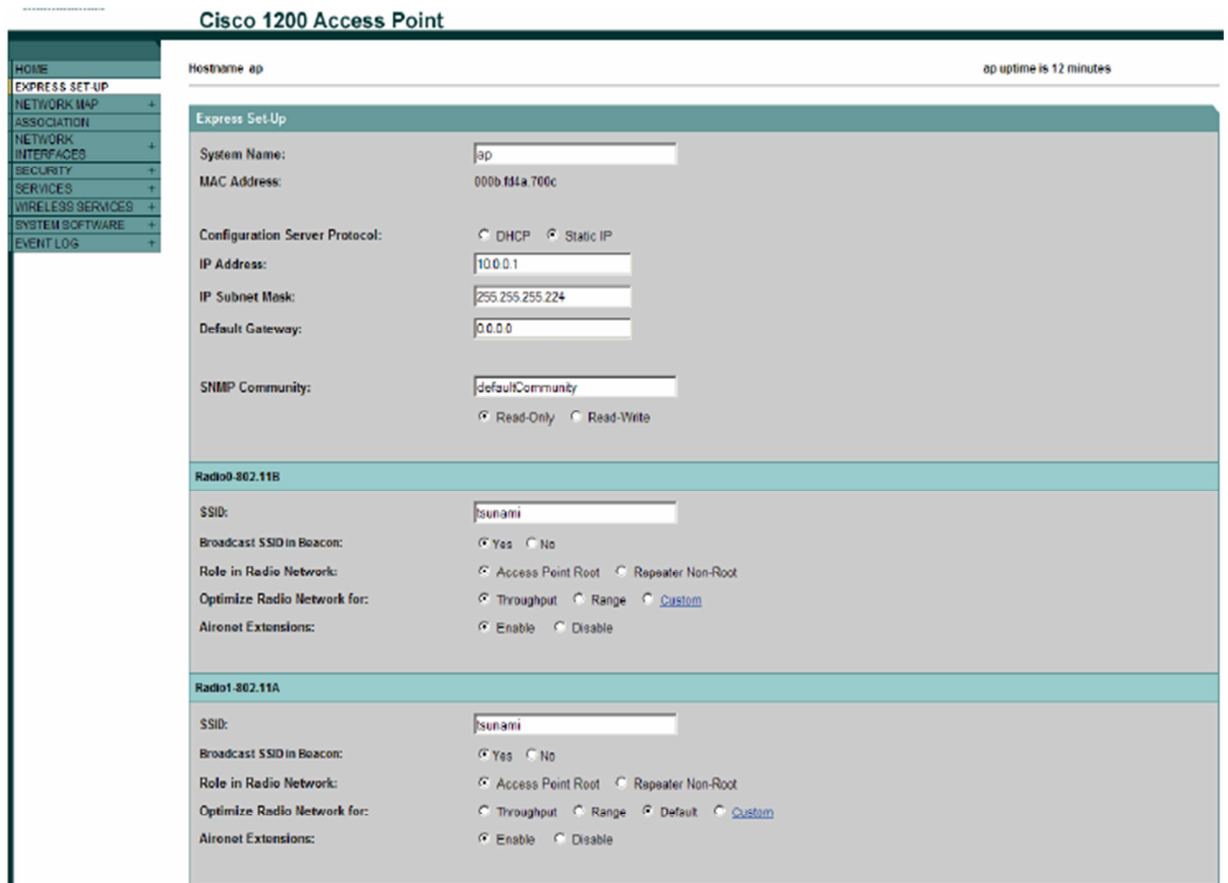 Cisco 1200 Access Point
HOME
EXPRESS SET-UP
NETWORK MAP +
ASSOCIATION
NETWORK
INTERFACES +
SECURITY +
SERVICES +
WIRELESS SERVICES +
SYSTEM SOFTWARE +
EVENT LOG +
Hostname ap
ap uptime is 12 minutes
Express Set-Up
System Name: ap
MAC Address: 000b.fd4a.700c
Configuration Server Protocol: DHCP Static IP
IP Address: 10.0.0.1
IP Subnet Mask: 255.255.255.224
Default Gateway: 0.0.0.0
SNMP Community: defaultCommunity
Read-Only Read-Write
Radio0-802.11B
SSID: tsunami
Broadcast SSID in Beacon: Yes No
Role in Radio Network: Access Point Root Repeater Non-Root
Optimize Radio Network for: Throughput Range Custom
Aironet Extensions: Enable Disable
Radio1-802.11A
SSID: tsunami
Broadcast SSID in Beacon: Yes No
Role in Radio Network: Access Point Root Repeater Non-Root
Optimize Radio Network for: Throughput Range Default Custom
Aironet Extensions: Enable Disable